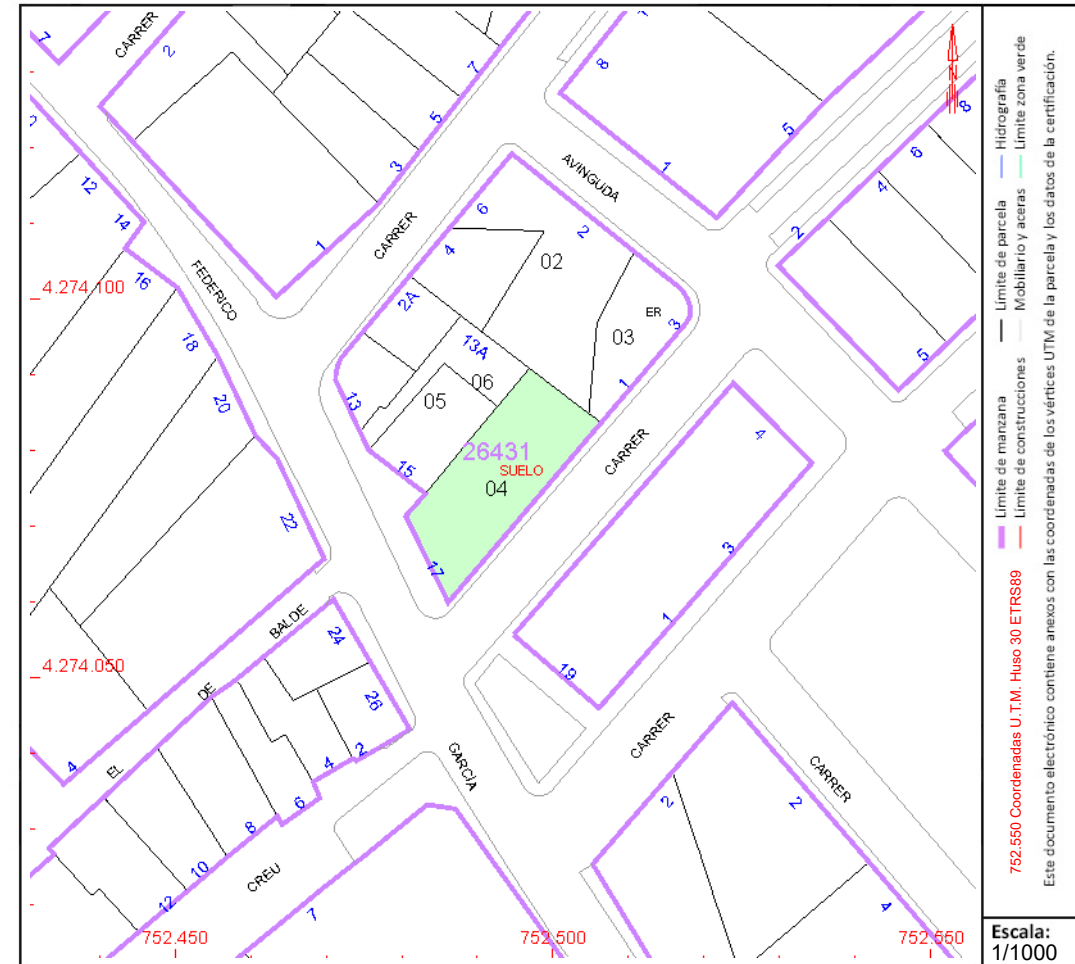 CARRER
7
2
7
5
3
1
8
5
1
AVINGUDA
6
2
4
CARRER
2
12
14
16
18
20
22
FEDERICO
4.274.100
2A
13A
02
03
ER
3
1
06
05
13
15
26431
SUELO
04
17
CARRER
2
4
6
8
5
4
3
1
19
4.274.050
BALDE
DE
EL
24
26
2
4
6
8
10
12
4
CREU
7
GARCÍA
CARRER
CARRER
2
2
4
752.450
752.500
752.550
N
Hidrografía
Límite zona verde
Límite de parcela
Mobiliario y aceras
Límite de manzana
Límite de construcciones
752.550 Coordenadas U.T.M. Huso 30 ETRS89
Este documento electrónico contiene anexos con las coordenadas de los vértices UTM de la parcela y los datos de la certificación.
Escala:
1/1000